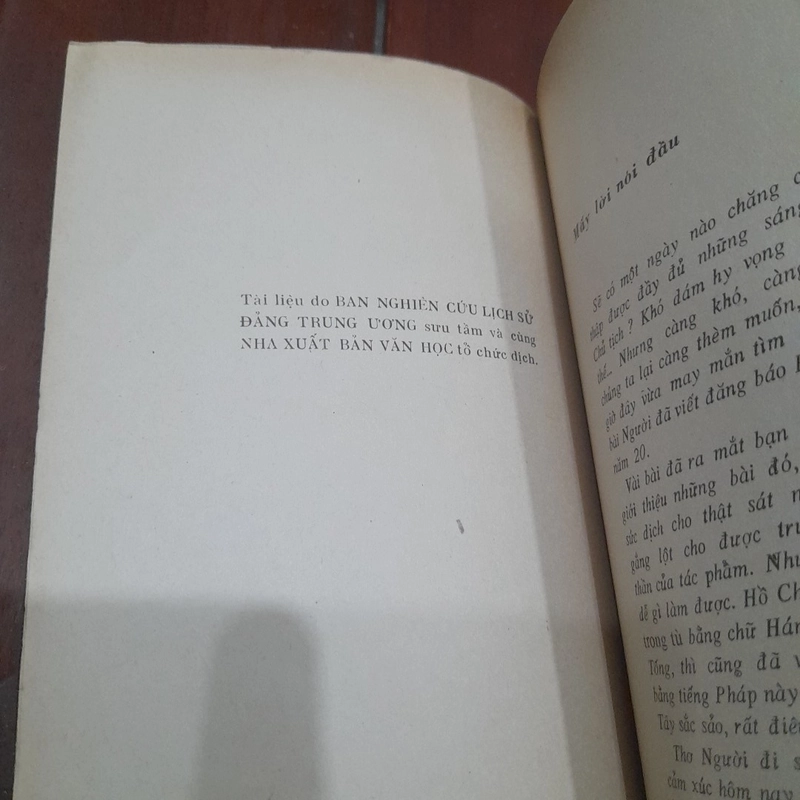 Tài liệu do BAN NGHIÊN CỨU LỊCH SỬ
ĐẢNG TRUNG ƯƠNG sưu tầm và cùng
NHA XUẤT BẢN VĂN HỌC tổ chức dịch.
Mấy lời nói đầu
Sẽ có một ngày nào chăng c
thập được đầy đủ những sáng
Chủ tịch ? Khó dám hy vọng
thế... Nhưng càng khó, càng
chúng ta lại càng thèm muốn,
giờ đây vừa may mắn tìm
bài Người đã viết đăng báo
năm 20.
Vài bài đã ra mắt bạn
giới thiệu những bài đó,
sức dịch cho thật sát n
gắng lột cho được tru
thần của tác phẩm. Nhu
dễ gì làm được. Hồ Ch
trong tù bằng chữ Hán
Tống, thì cũng đã v
bằng tiếng Pháp này
Tây sắc sảo, rất điê
Thơ Người đi s
cảm xúc hôm nay